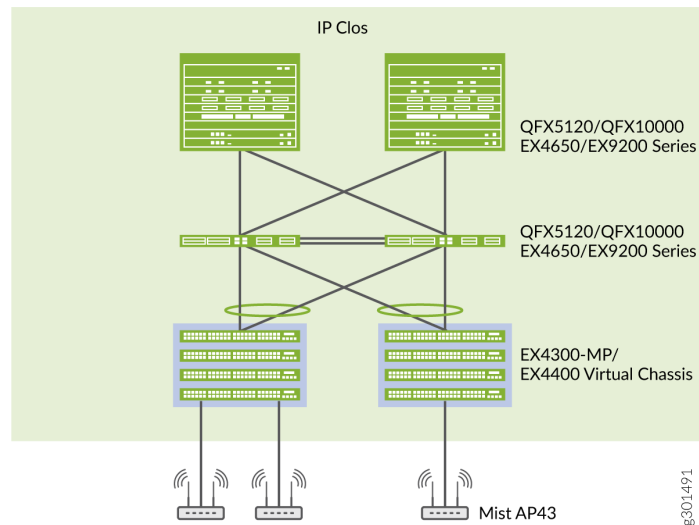 IP Clos
QFX5120/QFX10000
EX4650/EX9200 Series
QFX5120/QFX10000
EX4650/EX9200 Series
EX4300-MP/
EX4400 Virtual Chassis
Mist AP43
g301491